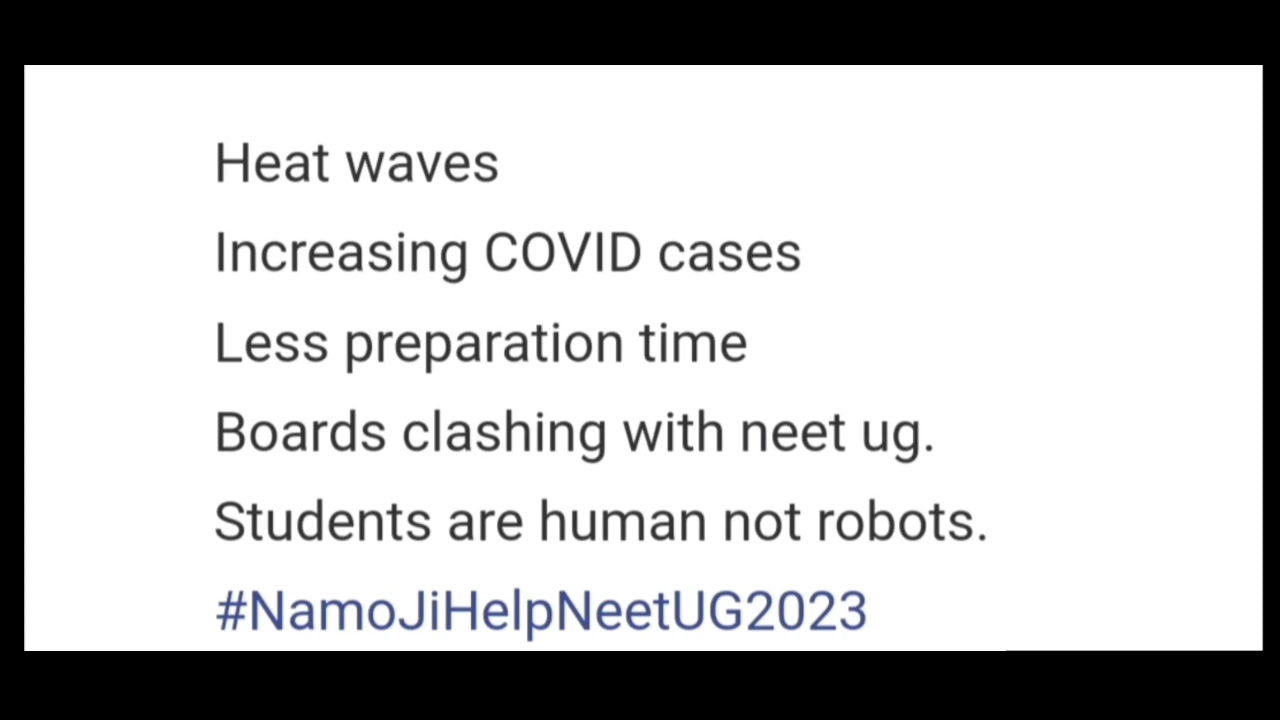 Heat waves
Increasing COVID cases
Less preparation time
Boards clashing with neet ug.
Students are human not robots.
#NamoJiHelpNeetUG2023